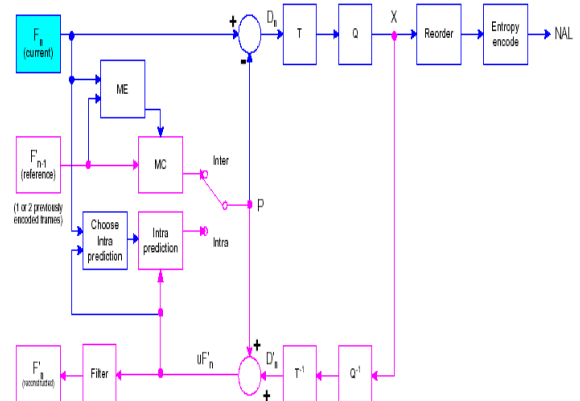 Fn
(current)
+
Dn
T
Q
X
Reorder
Entropy
encode
NAL
-
ME
F'n-1
(reference)
MC
Inter
(1 or 2 previously
encoded frames)
P
Choose
Intra
prediction
Intra
prediction
Intra
+
F'n
(reconstructed)
Filter
uF'n
D'n
+
T-1
Q-1